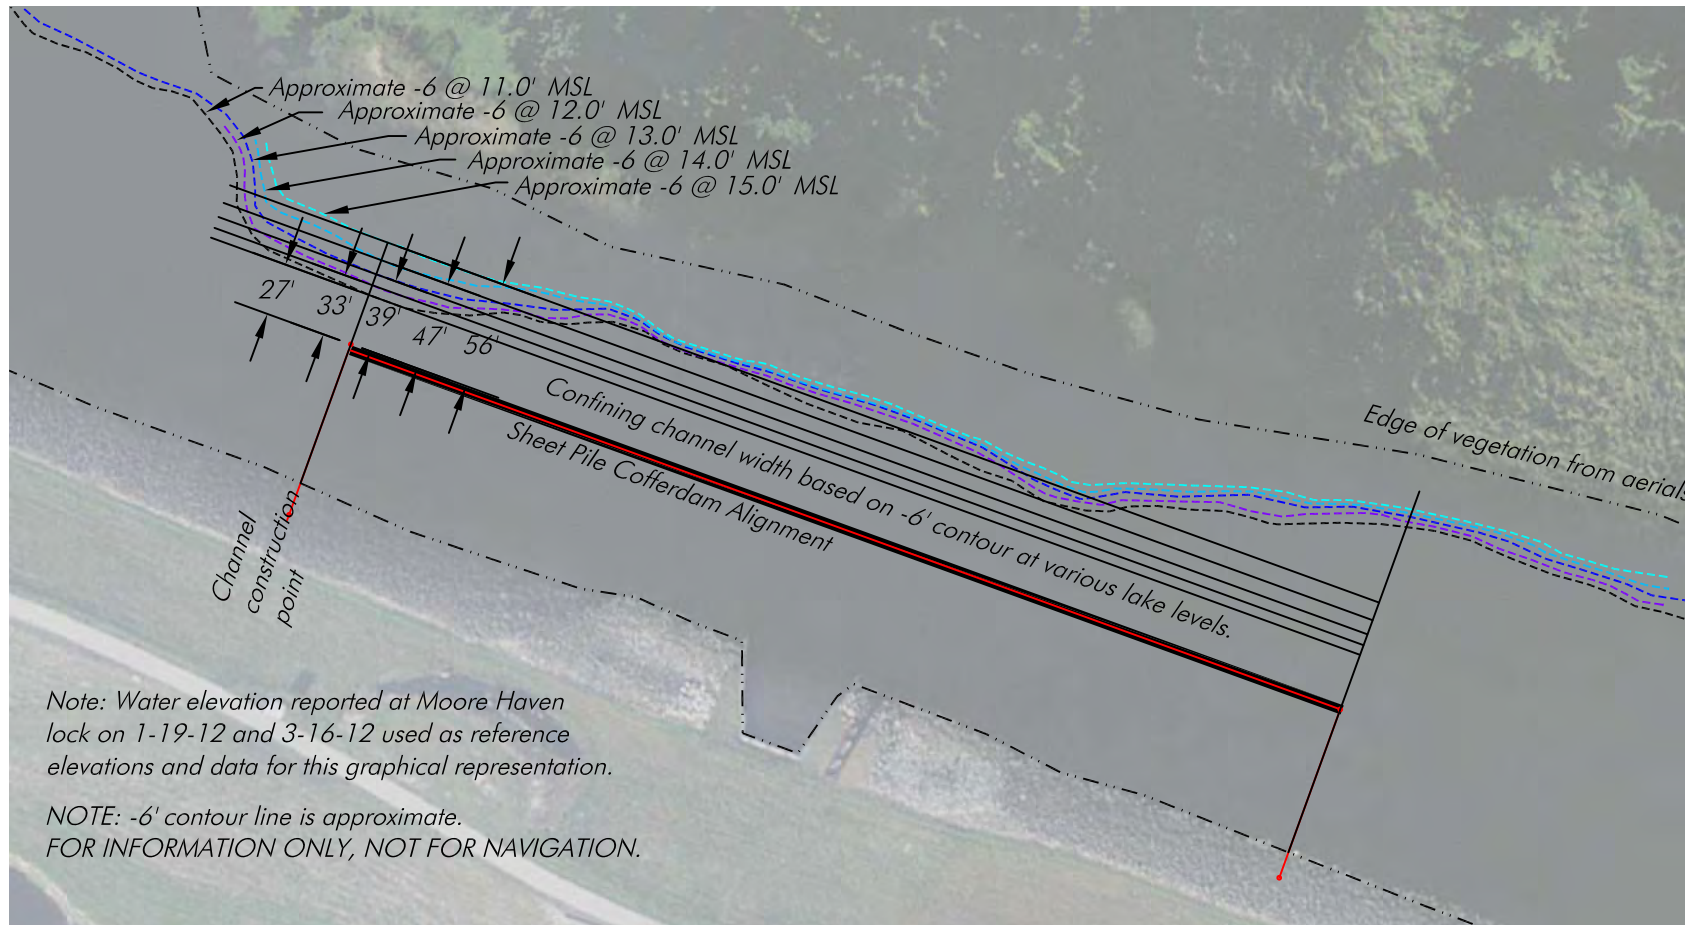 Approximate -6 @ 11.0' MSL
Approximate -6 @ 12.0' MSL
Approximate -6 @ 13.0' MSL
Approximate -6 @ 14.0' MSL
Approximate -6 @ 15.0' MSL
27'
33'
39'
47'
56'
Confining channel width based on -6' contour at various lake levels.
Sheet Pile Cofferdam Alignment
Edge of vegetation from aerials
Channel
construction
point
Note: Water elevation reported at Moore Haven
lock on 1-19-12 and 3-16-12 used as reference
elevations and data for this graphical representation.
NOTE: -6' contour line is approximate.
FOR INFORMATION ONLY, NOT FOR NAVIGATION.